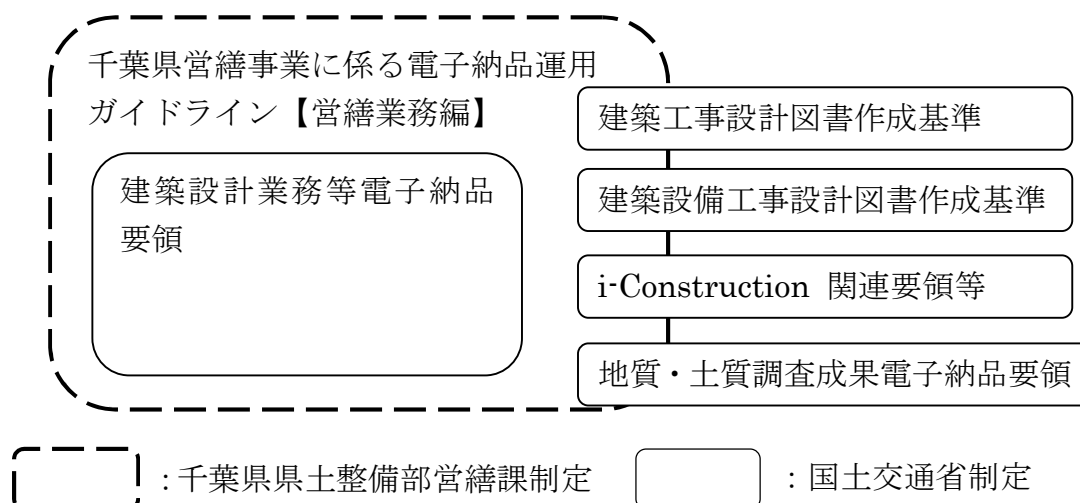 千葉県営繕事業に係る電子納品運用
ガイドライン【営繕業務編】
建築設計業務等電子納品
要領
建築工事設計図書作成基準
建築設備工事設計図書作成基準
i-Construction 関連要領等
地質・土質調査成果電子納品要領
:千葉県県土整備部営繕課制定
:国土交通省制定